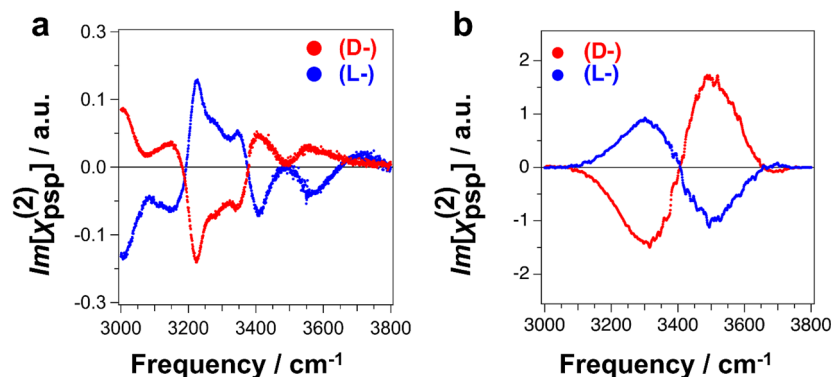 a
0.3
0.1
0.0
-0.1
-0.3
Im[χ(2)psp] / a.u.
(D-)
(L-)
3000 3200 3400 3600 3800
Frequency / cm-1
b
2
1
0
-1
-2
Im[χ(2)psp] / a.u.
(D-)
(L-)
3000 3200 3400 3600 3800
Frequency / cm-1